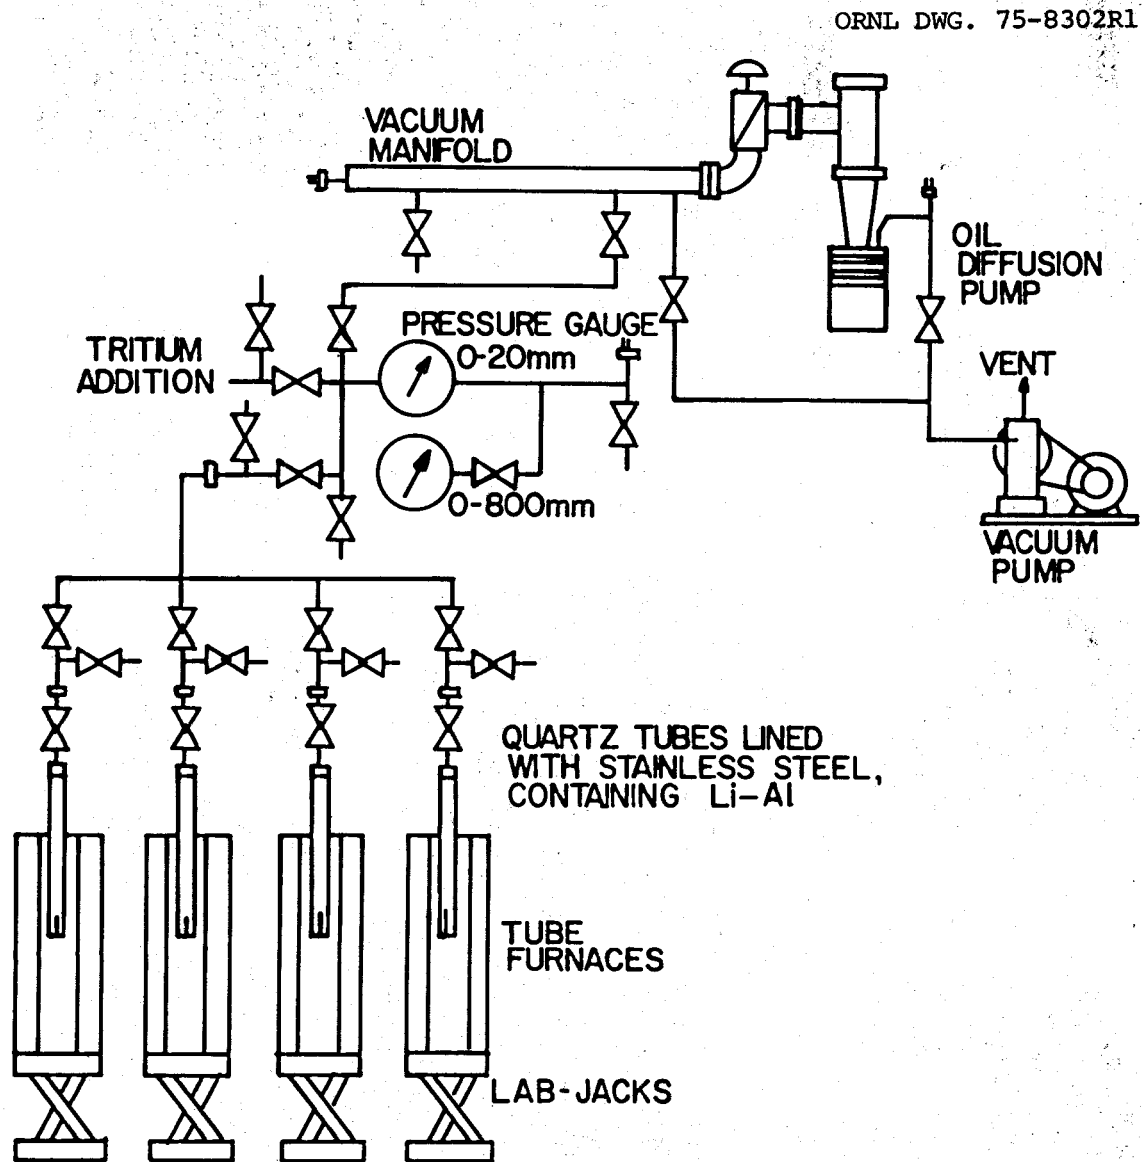 ORNL DWG. 75-8302R1
VACUUM
MANIFOLD
OIL
DIFFUSION
PUMP
PRESSURE GAUGE
0-20mm
TRITIUM
ADDITION
VENT
0-800mm
VACUUM
PUMP
QUARTZ TUBES LINED
WITH STAINLESS STEEL,
CONTAINING Li-Al
TUBE
FURNACES
LAB-JACKS